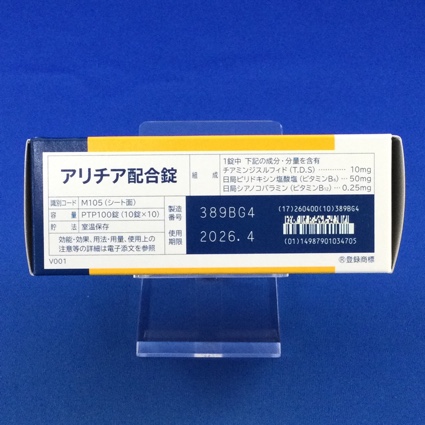 アリチア配合錠
組成
1錠中 下記の成分・分量を含有
チアミンジスルフィド(T.D.S) ………… 10mg
日局ピリドキシン塩酸塩(ビタミンB₆) …… 50mg
日局シアノコバラミン(ビタミンB₁₂) …… 0.25mg
識別コード M105(シート面)
容量 PTP100錠(10錠×10)
貯法 室温保存
効能・効果、用法・用量、使用上の
注意等の詳細は電子添文を参照
製造番号 389BG4
使用期限 2026.4
(17)260400(10)389BG4
(01)14987901034705
V001
®登録商標